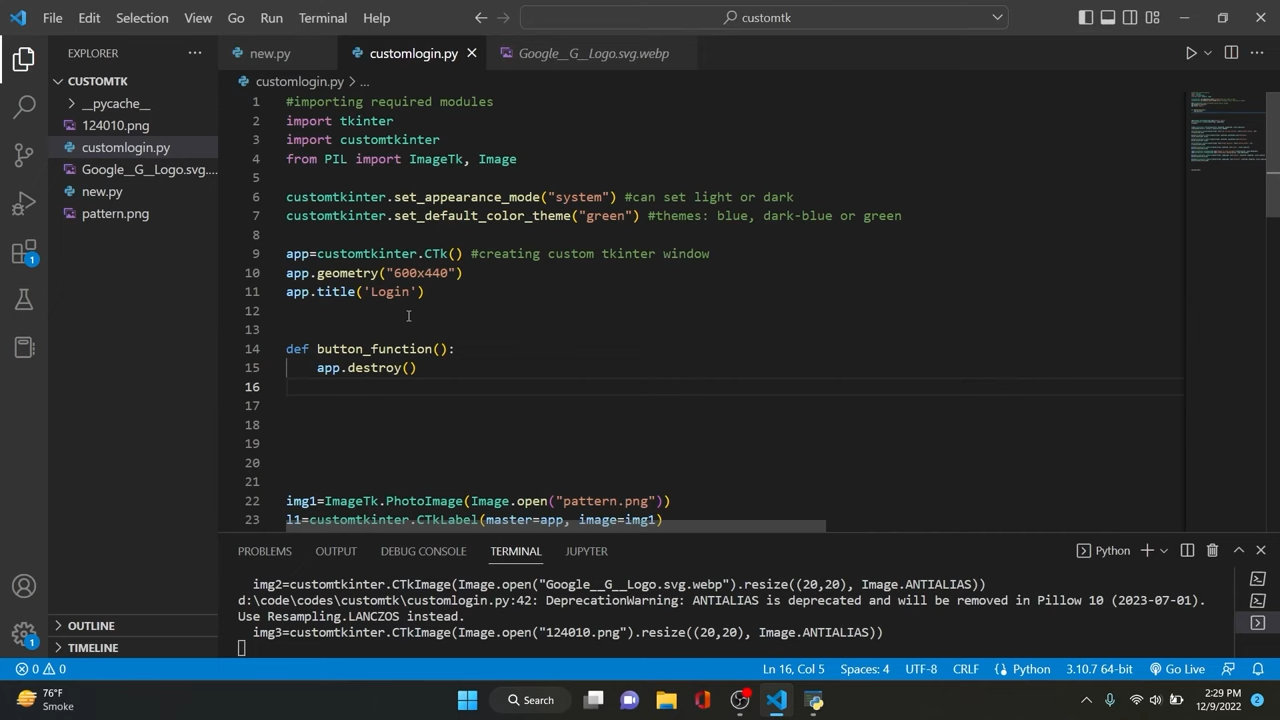 File Edit Selection View Go Run Terminal Help customtk
EXPLORER
CUSTOMTK
__pycache__
124010.png
customlogin.py
Google__G__Logo.svg....
new.py
pattern.png
OUTLINE
TIMELINE
new.py customlogin.py Google__G__Logo.svg.webp
customlogin.py > ...
1 #importing required modules
2 import tkinter
3 import customtkinter
4 from PIL import ImageTk, Image
5
6 customtkinter.set_appearance_mode("system") #can set light or dark
7 customtkinter.set_default_color_theme("green") #themes: blue, dark-blue or green
8
9 app=customtkinter.CTk() #creating custom tkinter window
10 app.geometry("600x440")
11 app.title('Login')
12
13
14 def button_function():
15 app.destroy()
16
17
18
19
20
21
22 img1=ImageTk.PhotoImage(Image.open("pattern.png"))
23 l1=customtkinter.CTkLabel(master=app, image=img1)
PROBLEMS OUTPUT DEBUG CONSOLE TERMINAL JUPYTER Python
img2=customtkinter.CTkImage(Image.open("Google__G__Logo.svg.webp").resize((20,20), Image.ANTIALIAS))
d:\code\codes\customtk\customlogin.py:42: DeprecationWarning: ANTIALIAS is deprecated and will be removed in Pillow 10 (2023-07-01).
Use Resampling.LANCZOS instead.
img3=customtkinter.CTkImage(Image.open("124010.png").resize((20,20), Image.ANTIALIAS))
0 0 Ln 16, Col 5 Spaces: 4 UTF-8 CRLF Python 3.10.7 64-bit Go Live
76°F
Smoke
Search
2:29 PM
12/9/2022
2
1
1